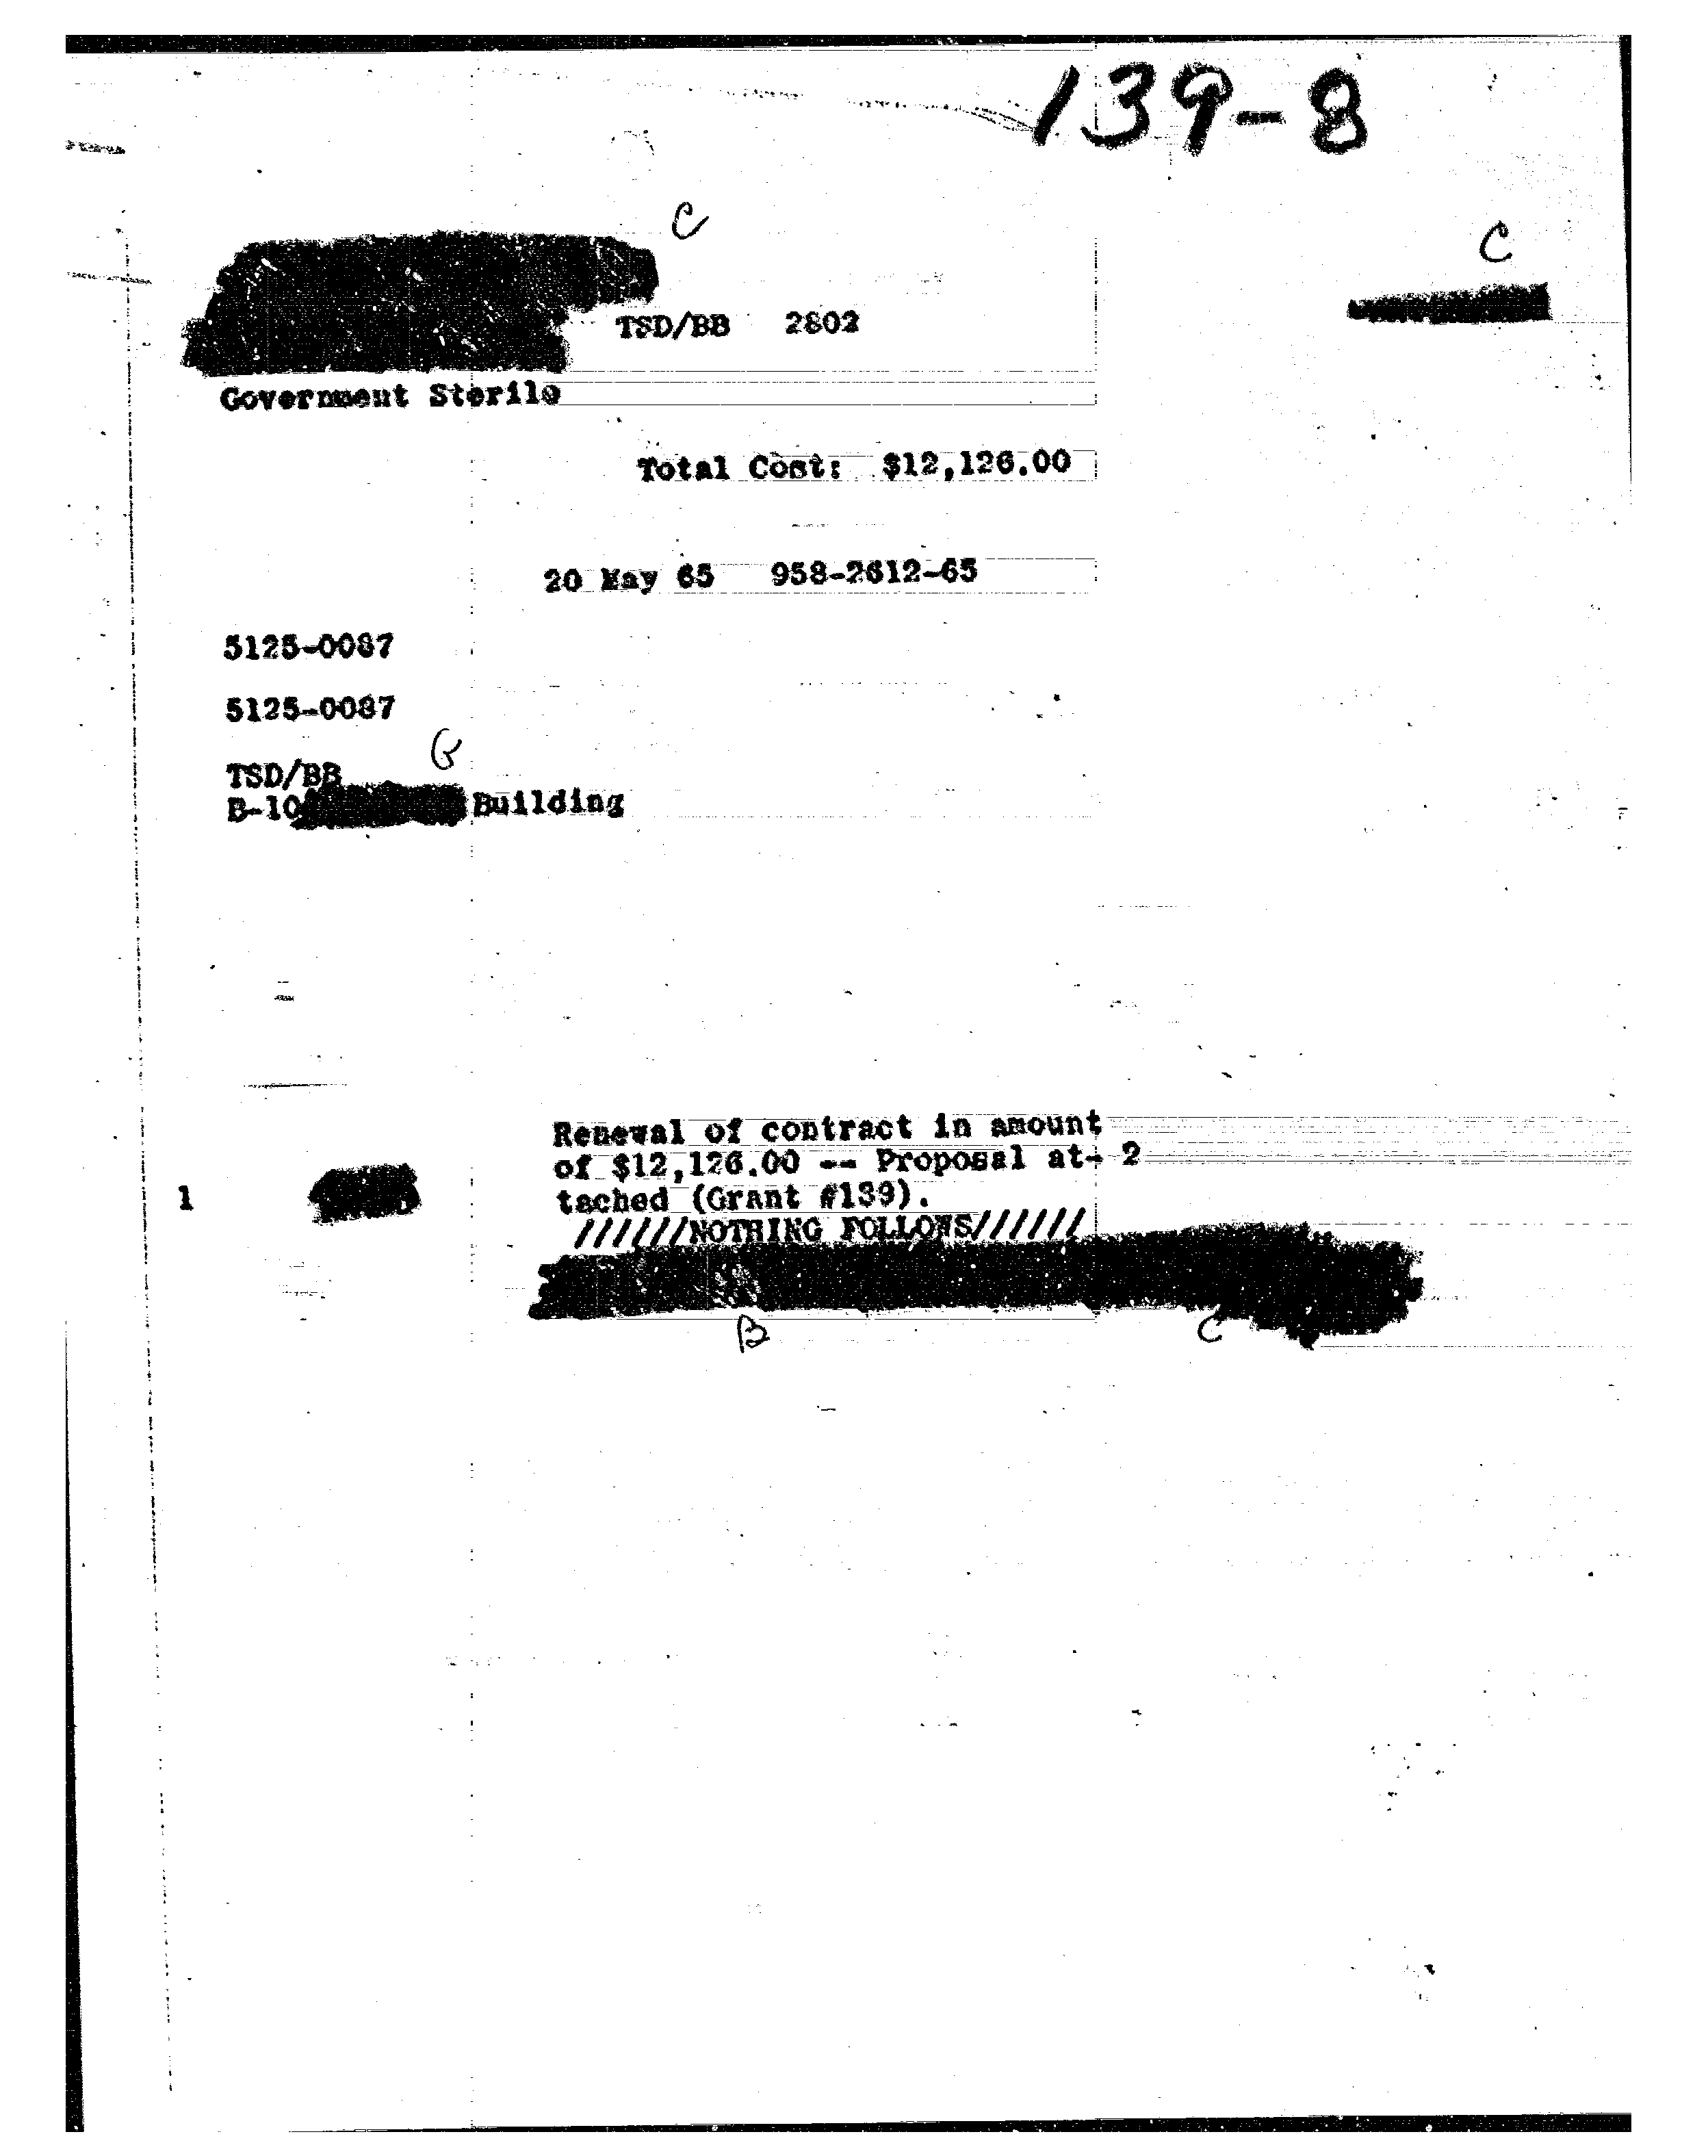 139-8
C
C
TSD/BB 2802
Government Sterile
Total Cost: $12,126.00
20 May 65 958-2612-65
5125-0087
5125-0087
G
TSD/BB
B-10 Building
Renewal of contract in amount
of $12,126.00 -- Proposal at- 2
1 tached (Grant #139).
//////NOTHING FOLLOWS//////
B C